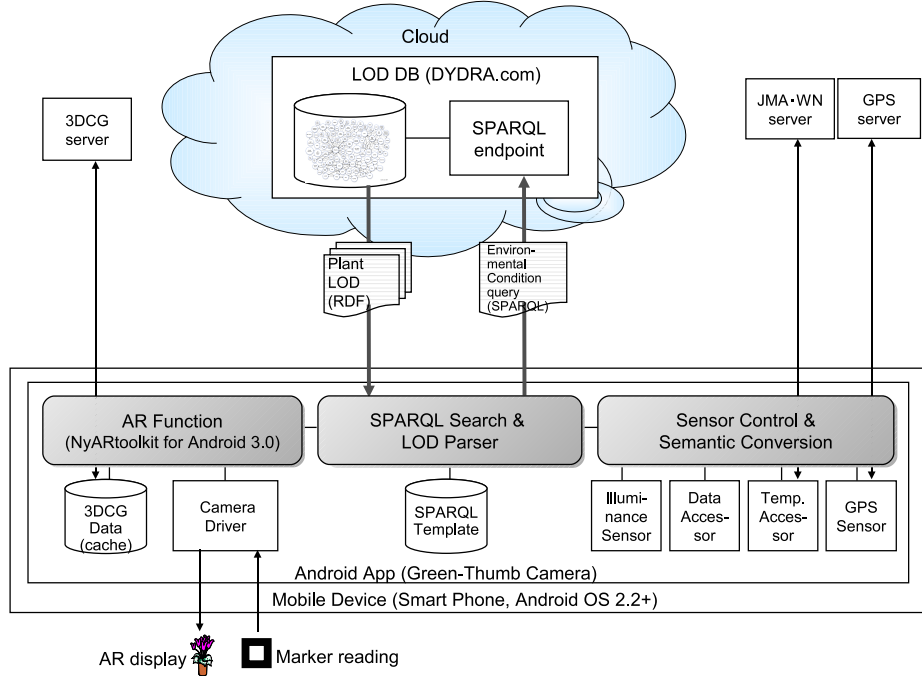 Cloud
LOD DB (DYDRA.com)
SPARQL
endpoint
3DCG
server
JMA・WN
server
GPS
server
Plant
LOD
(RDF)
Environ-
mental
Condition
query
(SPARQL)
AR Function
(NyARtoolkit for Android 3.0)
SPARQL Search &
LOD Parser
Sensor Control &
Semantic Conversion
3DCG
Data
(cache)
Camera
Driver
SPARQL
Template
Illumi-
nance
Sensor
Data
Acces-
sor
Temp.
Acces-
sor
GPS
Sensor
Android App (Green-Thumb Camera)
Mobile Device (Smart Phone, Android OS 2.2+)
AR display
Marker reading